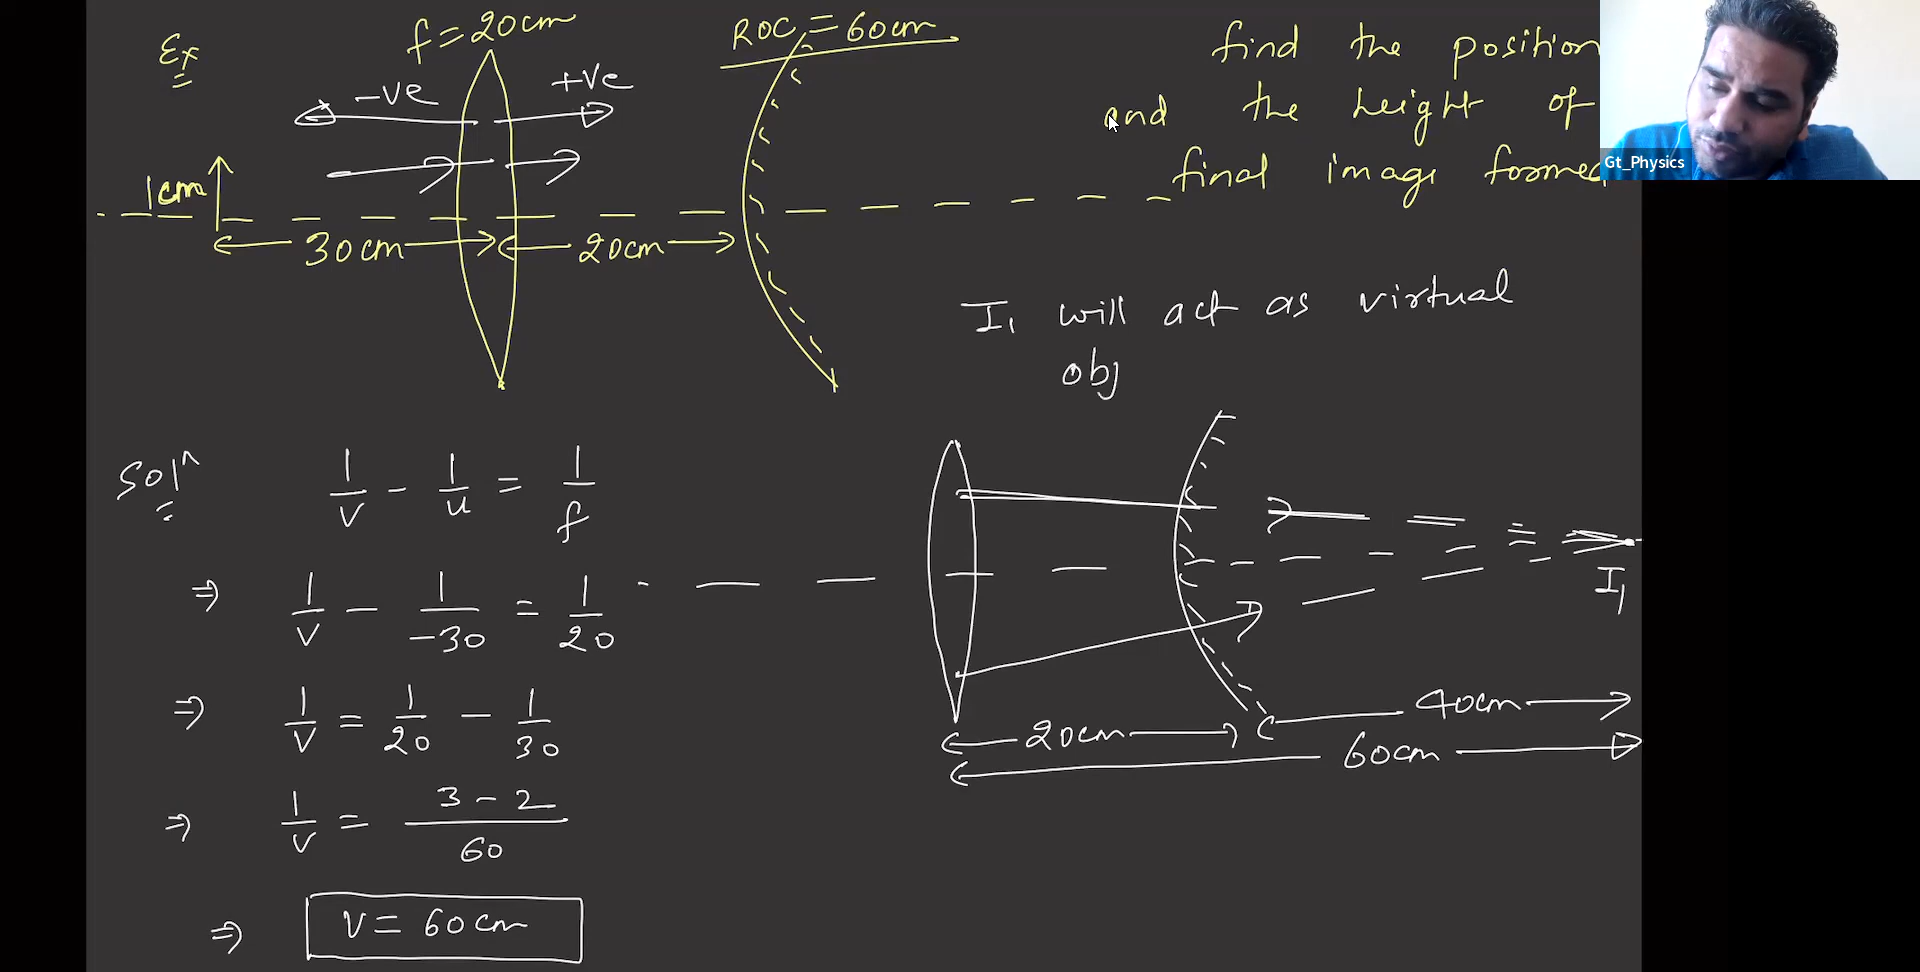 Ex
f = 20cm
ROC = 60cm
find the position
and the height of
final image formed
Gt_Physics
-ve
+ve
1cm
30cm
20cm
I₁ will act as virtual
obj
Solⁿ
1/v - 1/u = 1/f
⇒ 1/v - 1/-30 = 1/20
⇒ 1/v = 1/20 - 1/30
⇒ 1/v = 3-2/60
⇒ v = 60cm
I₁
40cm
20cm
60cm